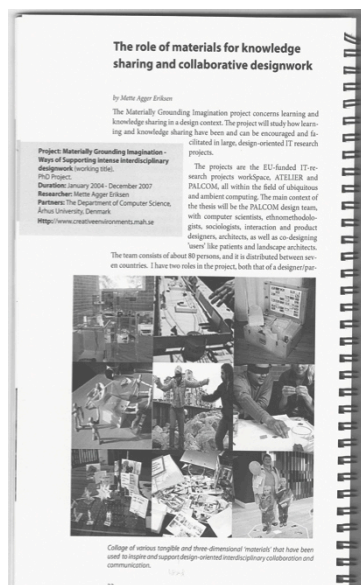 The role of materials for knowledge
sharing and collaborative designwork
by Mette Agger Eriksen
The Materially Grounding Imagination project concerns learning and
knowledge sharing in a design context. The project will study how learn-
ing and knowledge sharing have been and can be encouraged and fa-
cilitated in large, design-oriented IT research
projects.
Project: Materially Grounding Imagination -
Ways of Supporting intense interdisciplinary
designwork (working title).
PhD Project.
Duration: January 2004 - December 2007
Researcher: Mette Agger Eriksen
Partners: The Department of Computer Science,
Århus University, Denmark
Http://www.creativeenvironments.mah.se
The projects are the EU-funded IT-re-
search projects workSpace, ATELIER and
PALCOM, all within the field of ubiquitous
and ambient computing. The main context of
the thesis will be the PALCOM design team,
with computer scientists, ethnomethodolo-
gists, sociologists, interaction and product
designers, architects, as well as co-designing
'users' like patients and landscape architects.
The team consists of about 80 persons, and it is distributed between sev-
en countries. I have two roles in the project, both that of a designer/par-
Collage of various tangible and three-dimensional 'materials' that have been
used to inspire and support design-oriented interdisciplinary collaboration and
communication.